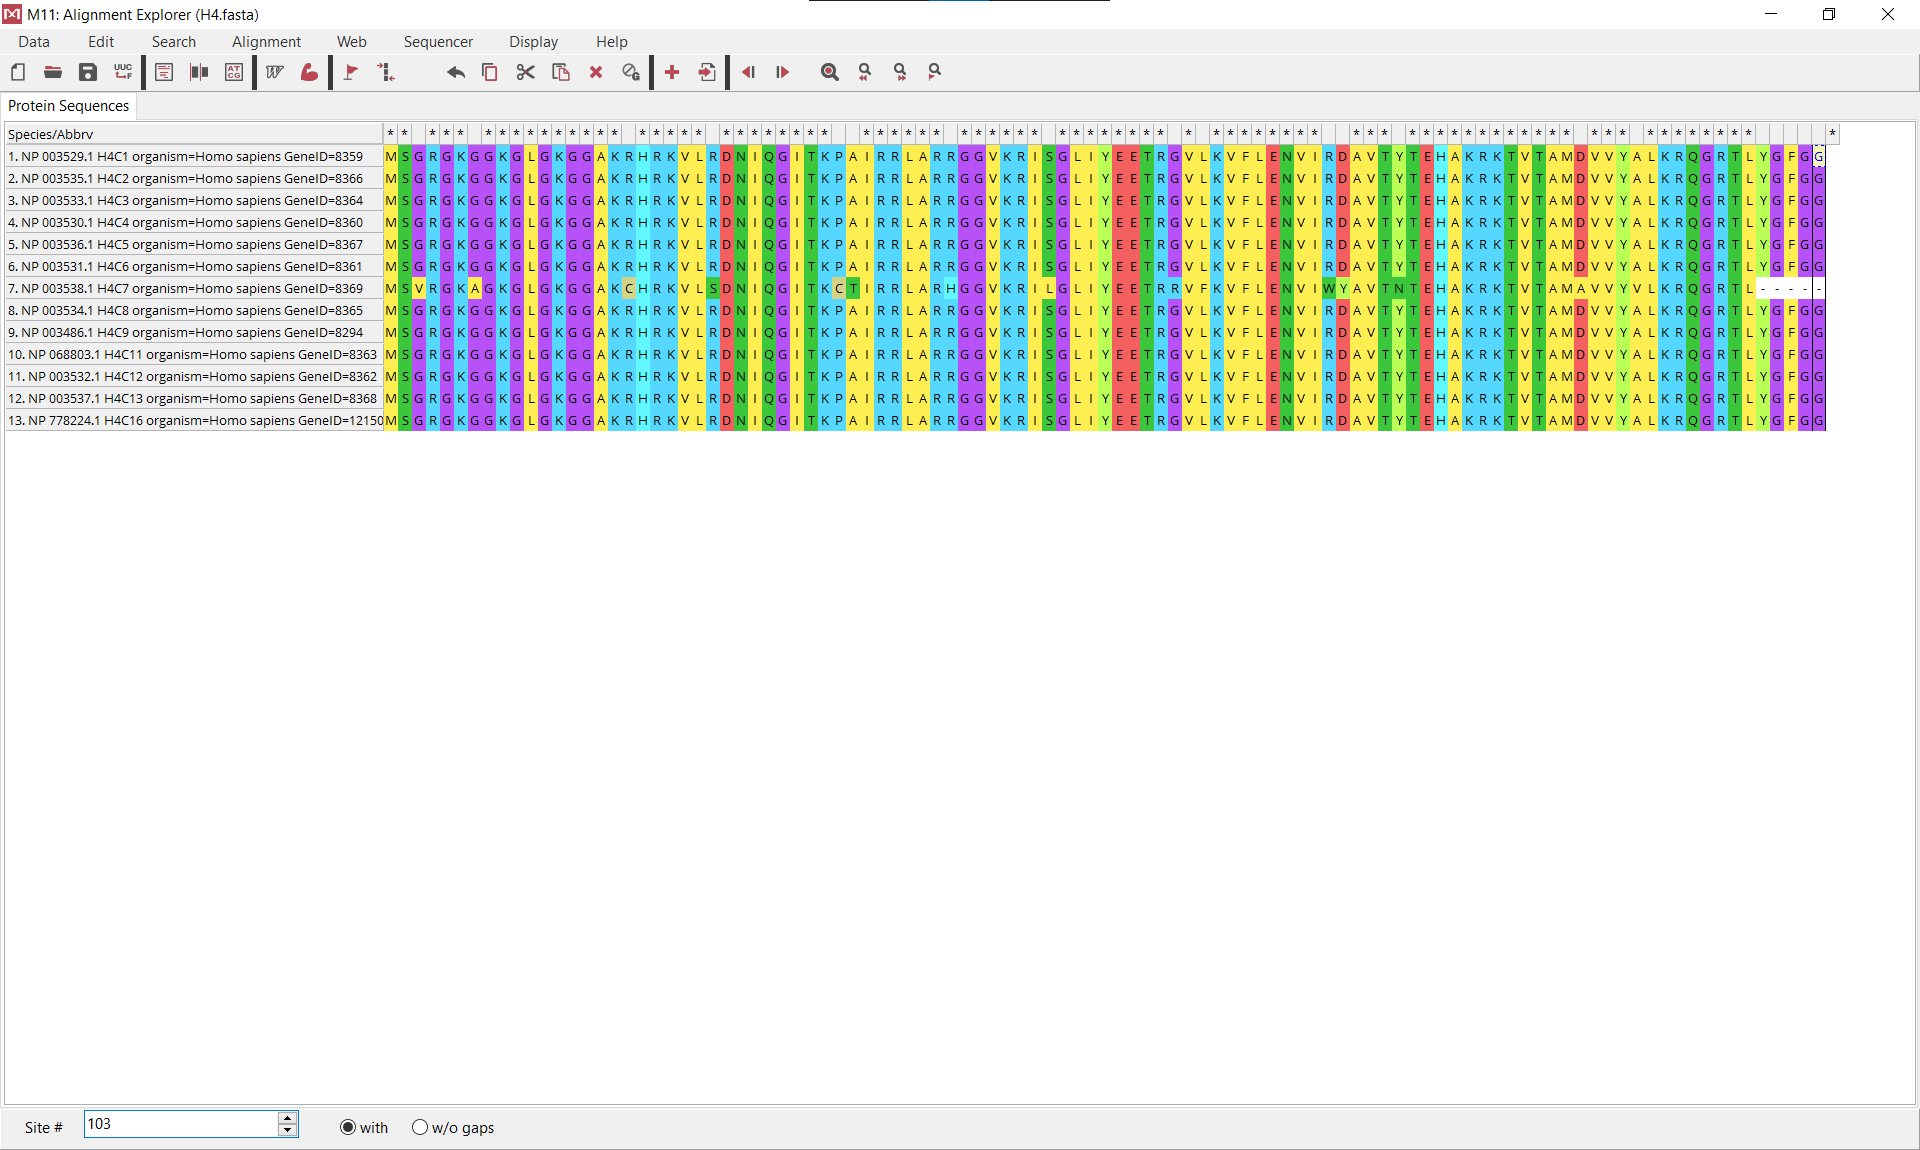 M11: Alignment Explorer (H4.fasta)
Data Edit Search Alignment Web Sequencer Display Help
Protein Sequences
Species/Abbrv * * * * * * * * * * * * * * * * * * * * * * * * * * * * * * * * * * * * * * * * * * * * * * * * * * * * * * * * * * * * * * * * * * * * * * * * * * * * * * * * * * * *
1. NP 003529.1 H4C1 organism=Homo sapiens GeneID=8359 MSGRGKGGKGLGKGGAKRHRKVLRDNIQGITKPAIRRLARRGGVKRISGLIYEETRGVLKVFLENVIRDAVTYTEHAKRKTVTAMDVVYALKRQGRTLYGFGG
2. NP 003535.1 H4C2 organism=Homo sapiens GeneID=8366 MSGRGKGGKGLGKGGAKRHRKVLRDNIQGITKPAIRRLARRGGVKRISGLIYEETRGVLKVFLENVIRDAVTYTEHAKRKTVTAMDVVYALKRQGRTLYGFGG
3. NP 003533.1 H4C3 organism=Homo sapiens GeneID=8364 MSGRGKGGKGLGKGGAKRHRKVLRDNIQGITKPAIRRLARRGGVKRISGLIYEETRGVLKVFLENVIRDAVTYTEHAKRKTVTAMDVVYALKRQGRTLYGFGG
4. NP 003530.1 H4C4 organism=Homo sapiens GeneID=8360 MSGRGKGGKGLGKGGAKRHRKVLRDNIQGITKPAIRRLARRGGVKRISGLIYEETRGVLKVFLENVIRDAVTYTEHAKRKTVTAMDVVYALKRQGRTLYGFGG
5. NP 003536.1 H4C5 organism=Homo sapiens GeneID=8367 MSGRGKGGKGLGKGGAKRHRKVLRDNIQGITKPAIRRLARRGGVKRISGLIYEETRGVLKVFLENVIRDAVTYTEHAKRKTVTAMDVVYALKRQGRTLYGFGG
6. NP 003531.1 H4C6 organism=Homo sapiens GeneID=8361 MSGRGKGGKGLGKGGAKRHRKVLRDNIQGITKPAIRRLARRGGVKRISGLIYEETRGVLKVFLENVIRDAVTYTEHAKRKTVTAMDVVYALKRQGRTLYGFGG
7. NP 003538.1 H4C7 organism=Homo sapiens GeneID=8369 MSVRGKAGKGLGKGGAKCHRKVLSDNIQGITKCTIRRLARHGGVKRILGLIYEETRRVFKVFLENVIWYAVTNTEHAKRKTVTAMAVVYVLKRQGRTL-----
8. NP 003534.1 H4C8 organism=Homo sapiens GeneID=8365 MSGRGKGGKGLGKGGAKRHRKVLRDNIQGITKPAIRRLARRGGVKRISGLIYEETRGVLKVFLENVIRDAVTYTEHAKRKTVTAMDVVYALKRQGRTLYGFGG
9. NP 003486.1 H4C9 organism=Homo sapiens GeneID=8294 MSGRGKGGKGLGKGGAKRHRKVLRDNIQGITKPAIRRLARRGGVKRISGLIYEETRGVLKVFLENVIRDAVTYTEHAKRKTVTAMDVVYALKRQGRTLYGFGG
10. NP 068803.1 H4C11 organism=Homo sapiens GeneID=8363 MSGRGKGGKGLGKGGAKRHRKVLRDNIQGITKPAIRRLARRGGVKRISGLIYEETRGVLKVFLENVIRDAVTYTEHAKRKTVTAMDVVYALKRQGRTLYGFGG
11. NP 003532.1 H4C12 organism=Homo sapiens GeneID=8362 MSGRGKGGKGLGKGGAKRHRKVLRDNIQGITKPAIRRLARRGGVKRISGLIYEETRGVLKVFLENVIRDAVTYTEHAKRKTVTAMDVVYALKRQGRTLYGFGG
12. NP 003537.1 H4C13 organism=Homo sapiens GeneID=8368 MSGRGKGGKGLGKGGAKRHRKVLRDNIQGITKPAIRRLARRGGVKRISGLIYEETRGVLKVFLENVIRDAVTYTEHAKRKTVTAMDVVYALKRQGRTLYGFGG
13. NP 778224.1 H4C16 organism=Homo sapiens GeneID=12150 MSGRGKGGKGLGKGGAKRHRKVLRDNIQGITKPAIRRLARRGGVKRISGLIYEETRGVLKVFLENVIRDAVTYTEHAKRKTVTAMDVVYALKRQGRTLYGFGG
Site # 103 with w/o gaps